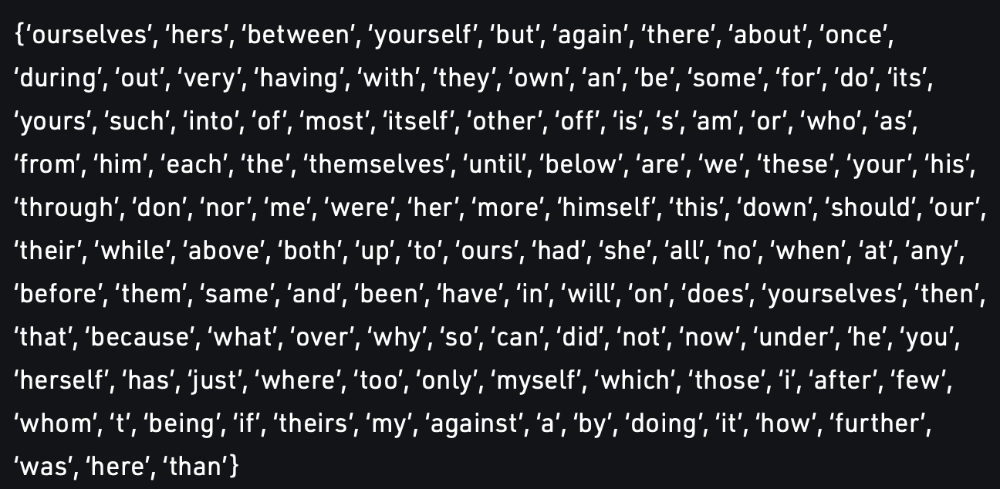 {‘ourselves’, ‘hers’, ‘between’, ‘yourself’, ‘but’, ‘again’, ‘there’, ‘about’, ‘once’,
‘during’, ‘out’, ‘very’, ‘having’, ‘with’, ‘they’, ‘own’, ‘an’, ‘be’, ‘some’, ‘for’, ‘do’, ‘its’,
‘yours’, ‘such’, ‘into’, ‘of’, ‘most’, ‘itself’, ‘other’, ‘off’, ‘is’, ‘s’, ‘am’, ‘or’, ‘who’, ‘as’,
‘from’, ‘him’, ‘each’, ‘the’, ‘themselves’, ‘until’, ‘below’, ‘are’, ‘we’, ‘these’, ‘your’, ‘his’,
‘through’, ‘don’, ‘nor’, ‘me’, ‘were’, ‘her’, ‘more’, ‘himself’, ‘this’, ‘down’, ‘should’, ‘our’,
‘their’, ‘while’, ‘above’, ‘both’, ‘up’, ‘to’, ‘ours’, ‘had’, ‘she’, ‘all’, ‘no’, ‘when’, ‘at’, ‘any’,
‘before’, ‘them’, ‘same’, ‘and’, ‘been’, ‘have’, ‘in’, ‘will’, ‘on’, ‘does’, ‘yourselves’, ‘then’,
‘that’, ‘because’, ‘what’, ‘over’, ‘why’, ‘so’, ‘can’, ‘did’, ‘not’, ‘now’, ‘under’, ‘he’, ‘you’,
‘herself’, ‘has’, ‘just’, ‘where’, ‘too’, ‘only’, ‘myself’, ‘which’, ‘those’, ‘i’, ‘after’, ‘few’,
‘whom’, ‘t’, ‘being’, ‘if’, ‘theirs’, ‘my’, ‘against’, ‘a’, ‘by’, ‘doing’, ‘it’, ‘how’, ‘further’,
‘was’, ‘here’, ‘than’}